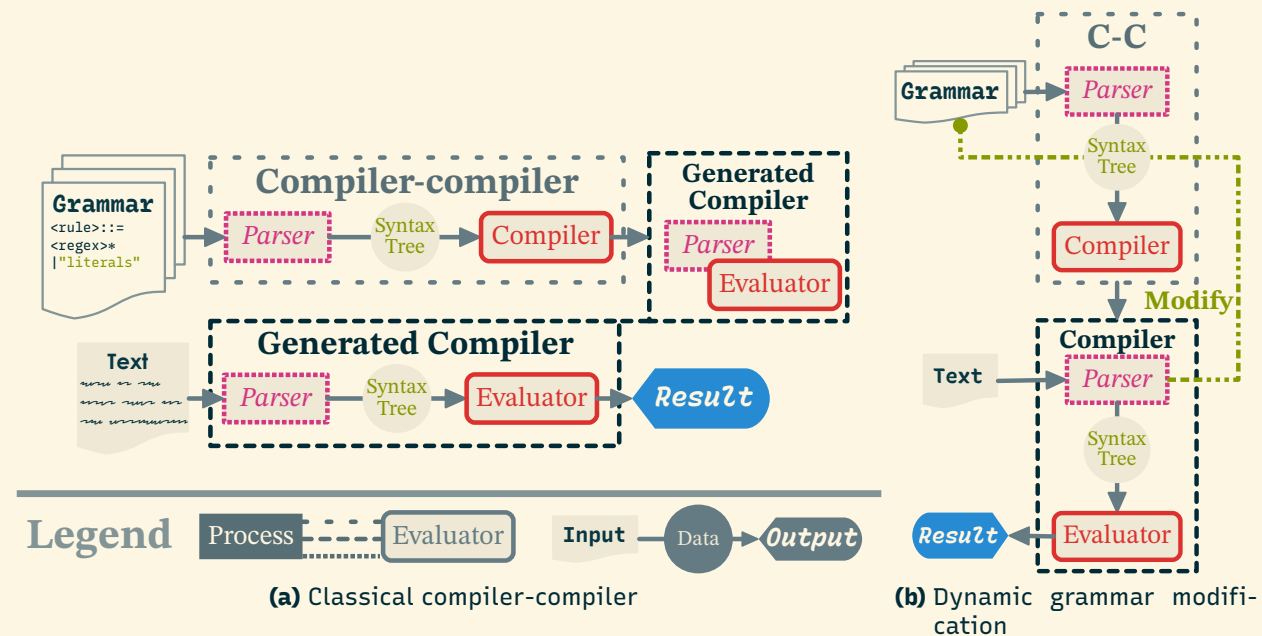 Grammar
<rule>::=
<regex>*
|"literals"
Compiler-compiler
Parser
Syntax
Tree
Compiler
Generated
Compiler
Parser
Evaluator
Text
Generated Compiler
Parser
Syntax
Tree
Evaluator
Result
Legend
Process
Evaluator
Input
Data
Output
(a) Classical compiler-compiler
C-C
Grammar
Parser
Syntax
Tree
Compiler
Modify
Compiler
Text
Parser
Syntax
Tree
Result
Evaluator
(b) Dynamic grammar modifi-
cation